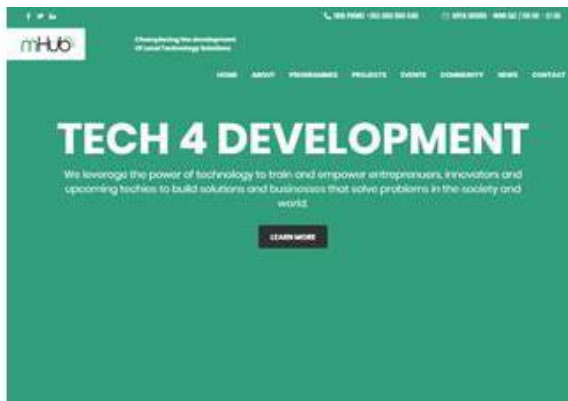 mHub
Championing the development
Of Local Technology Solutions
HOME ABOUT PROGRAMMES PROJECTS EVENTS COMMUNITY NEWS CONTACT
TECH 4 DEVELOPMENT
We leverage the power of technology to train and empower entreprenuers, innovators and
upcoming techies to build solutions and businesses that solve problems in the society and
world.
LEARN MORE